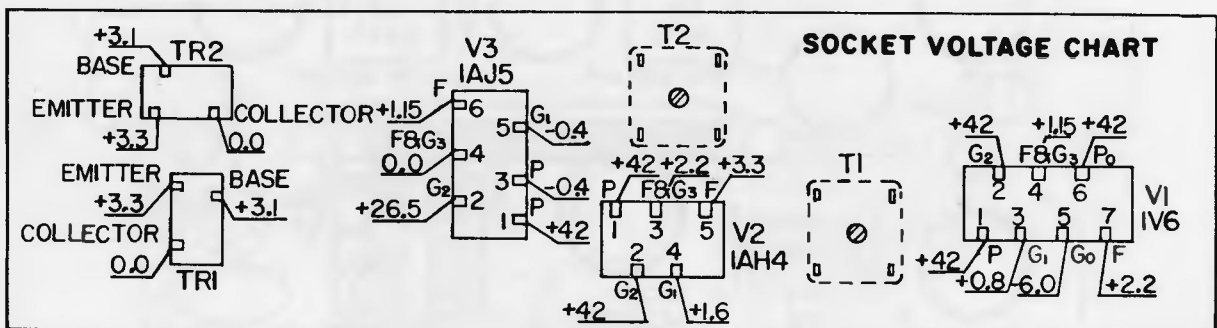 SOCKET VOLTAGE CHART
+3.1
TR2
BASE
EMITTER
COLLECTOR
+3.3
0.0
EMITTER
BASE
+3.3
+3.1
COLLECTOR
0.0
TR1
V3
1AJ5
F
+1.15
6
5
G1
-0.4
F&G3
0.0
4
3
P
-0.4
G2
+26.5
2
1
P
+42
T2
+42
+2.2
+3.3
P
F&G3
F
1
3
5
V2
1AH4
2
4
G2
G1
+42
+1.6
T1
+42
+1.15
+42
G2
F&G3
P0
2
4
6
V1
1V6
1
3
5
7
P
G1
G0
F
+42
+0.8
-6.0
+2.2